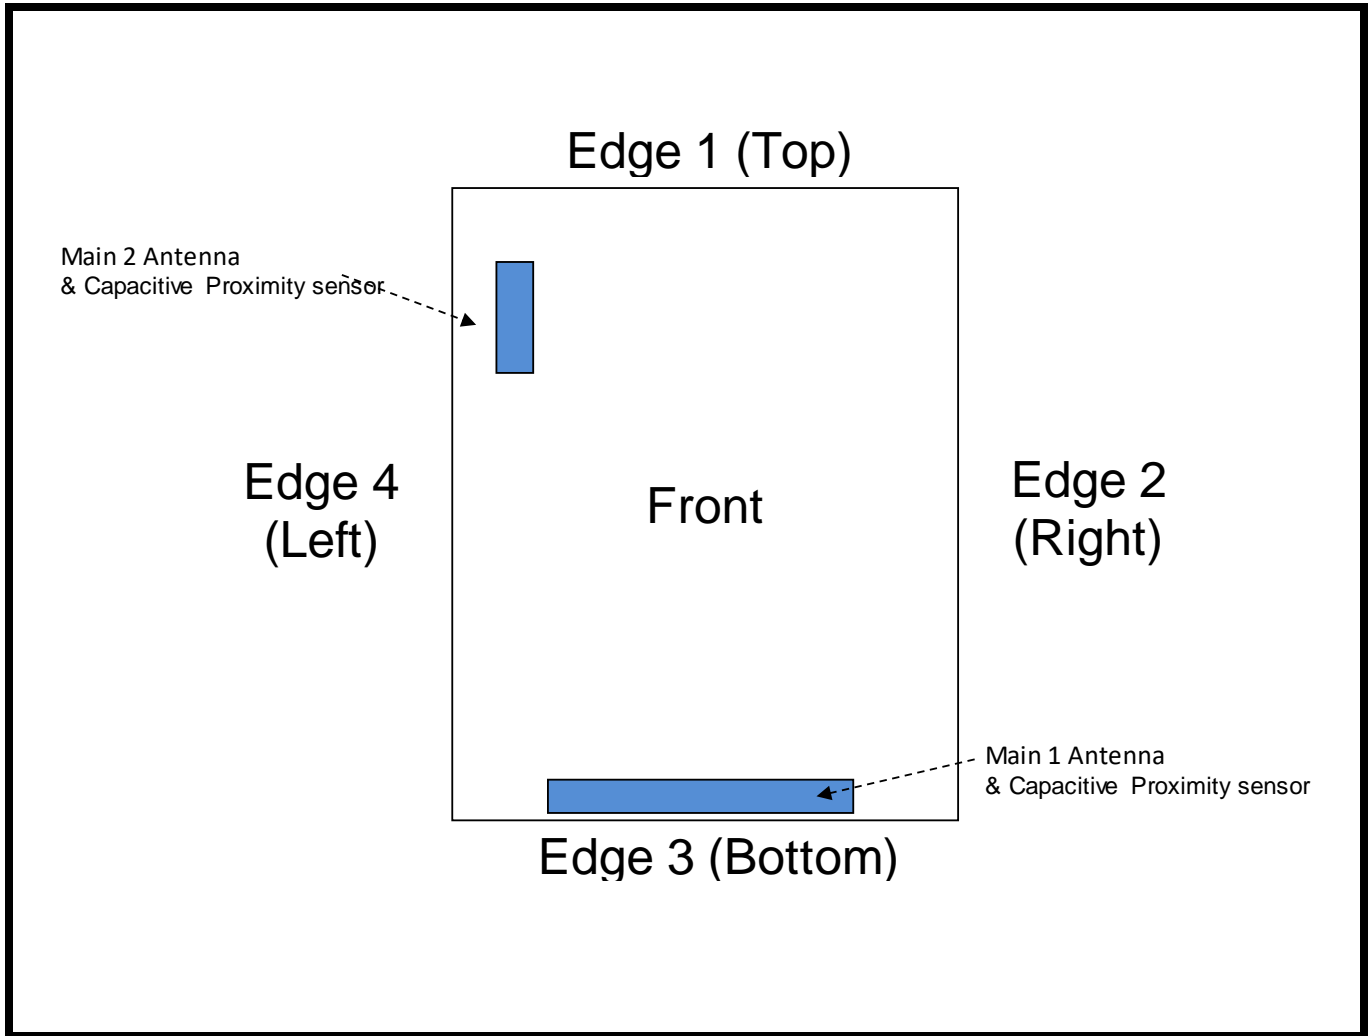 Edge 1 (Top)
Main 2 Antenna
& Capacitive Proximity sensor
Edge 4
(Left)
Front
Edge 2
(Right)
Main 1 Antenna
& Capacitive Proximity sensor
Edge 3 (Bottom)